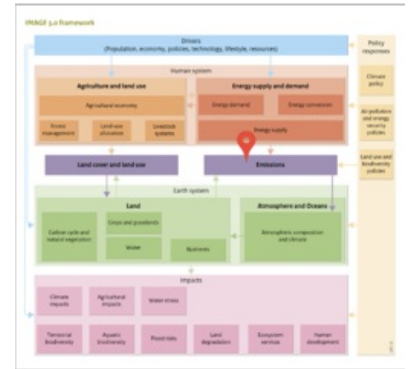 IMAGE 3.0 framework
Drivers
(Population, economy, policies, technology, lifestyle, resources)
Policy
responses
Human system
Agriculture and land use
Energy supply and demand
Climate
policy
Agricultural economy
Energy demand
Energy conversion
Air pollution
and energy
security
policies
Forest
management
Land-use
allocation
Livestock
systems
Energy supply
Land cover and land use
Emissions
Land use and
biodiversity
policies
Earth system
Land
Atmosphere and Oceans
Carbon cycle and
natural vegetation
Crops and grasslands
Water
Nutrients
Atmospheric composition
and climate
Impacts
Climate
impacts
Agricultural
impacts
Water stress
Terrestrial
biodiversity
Aquatic
biodiversity
Flood risks
Land
degradation
Ecosystem
services
Human
development